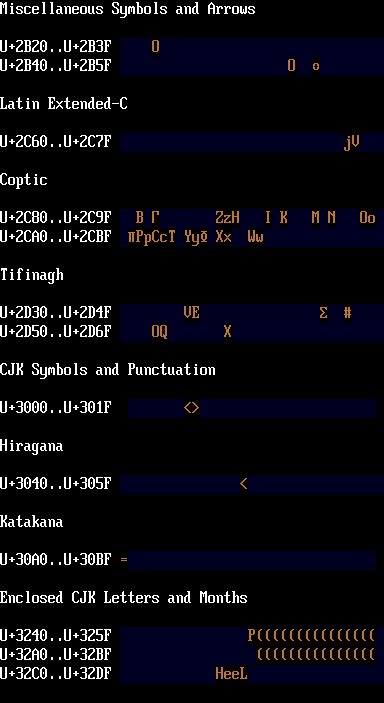 Miscellaneous Symbols and Arrows
U+2B20..U+2B3F O
U+2B40..U+2B5F O o
Latin Extended-C
U+2C60..U+2C7F jV
Coptic
U+2C80..U+2C9F B Γ ZzH I K M N Oo
U+2CA0..U+2CBF πPpCcT YyΦ Xx Ww
Tifinagh
U+2D30..U+2D4F VE Σ #
U+2D50..U+2D6F OQ X
CJK Symbols and Punctuation
U+3000..U+301F <>
Hiragana
U+3040..U+305F <
Katakana
U+30A0..U+30BF =
Enclosed CJK Letters and Months
U+3240..U+325F P(((((((((((((((
U+32A0..U+32BF (((((((((((((((
U+32C0..U+32DF HeeL